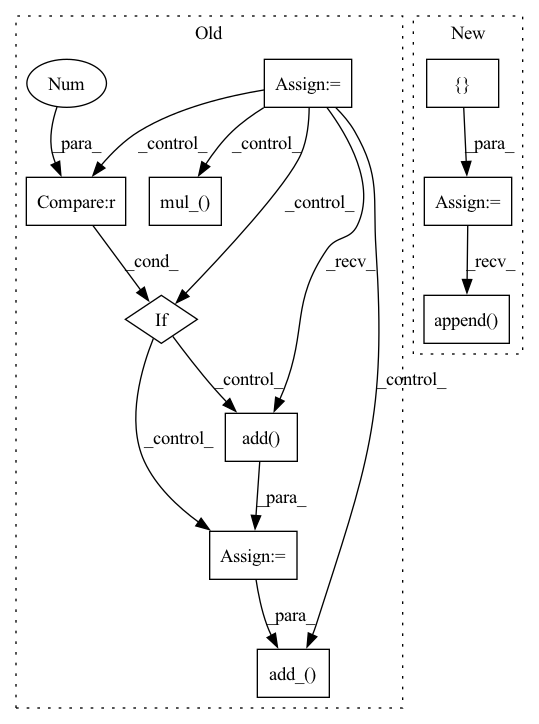 Old
New
Num
Assign:=
{}
_para_
_control_
_control_
_para_
Compare:r
mul_()
_control_
Assign:=
_cond_
_recv_
_recv_
If
append()
_control_
_control_
_control_
add()
_para_
Assign:=
_para_
add_()